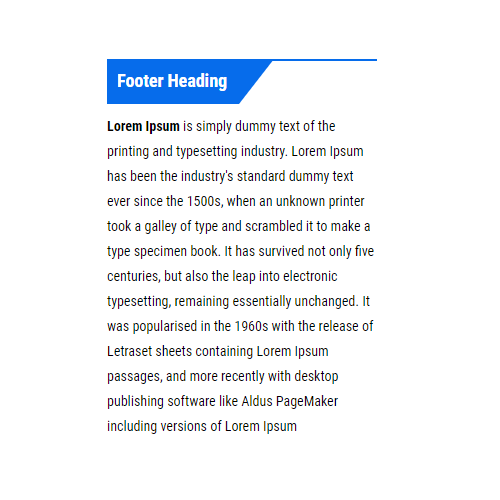 Footer Heading
Lorem Ipsum is simply dummy text of the
printing and typesetting industry. Lorem Ipsum
has been the industry's standard dummy text
ever since the 1500s, when an unknown printer
took a galley of type and scrambled it to make a
type specimen book. It has survived not only five
centuries, but also the leap into electronic
typesetting, remaining essentially unchanged. It
was popularised in the 1960s with the release of
Letraset sheets containing Lorem Ipsum
passages, and more recently with desktop
publishing software like Aldus PageMaker
including versions of Lorem Ipsum